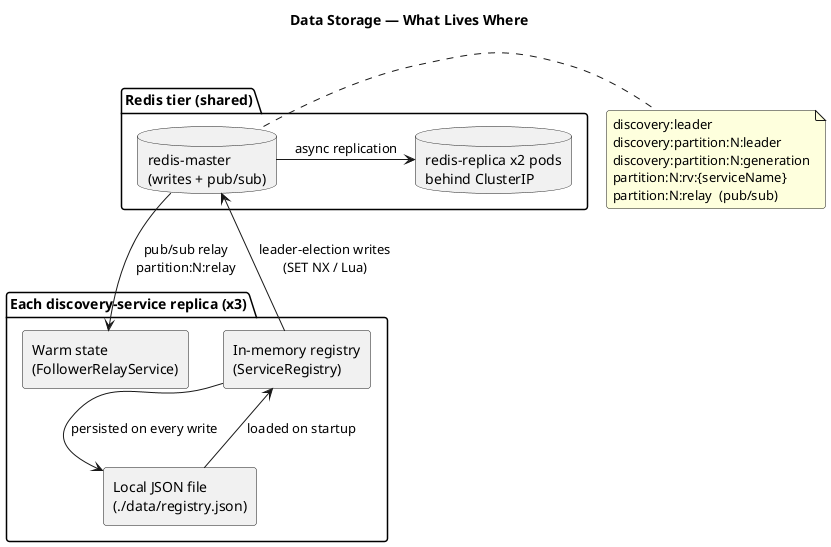 Data Storage — What Lives Where
Redis tier (shared)
redis-master
(writes + pub/sub)
async replication
redis-replica x2 pods
behind ClusterIP
discovery:leader
discovery:partition:N:leader
discovery:partition:N:generation
partition:N:rv:{serviceName}
partition:N:relay  (pub/sub)
pub/sub relay
partition:N:relay
leader-election writes
(SET NX / Lua)
Each discovery-service replica (x3)
Warm state
(FollowerRelayService)
In-memory registry
(ServiceRegistry)
persisted on every write
loaded on startup
Local JSON file
(./data/registry.json)